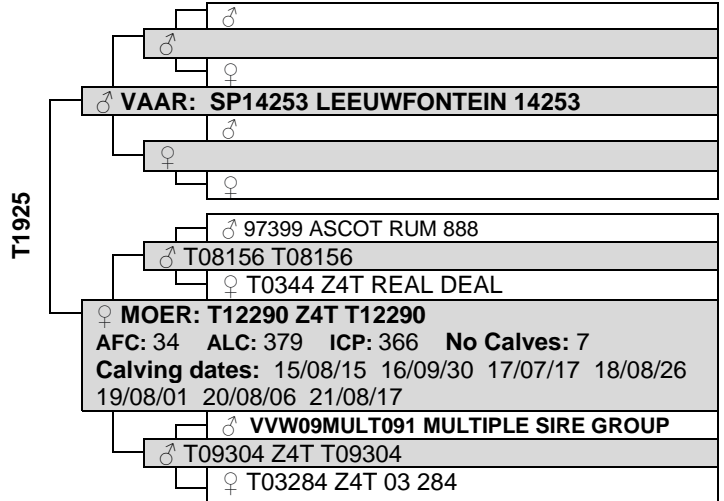 ♂
♂
♀
♂ VAAR: SP14253 LEEUWFONTEIN 14253
♂
♀
♀
T1925
♂ 97399 ASCOT RUM 888
♂ T08156 T08156
♀ T0344 Z4T REAL DEAL
♀ MOER: T12290 Z4T T12290
AFC: 34 ALC: 379 ICP: 366 No Calves: 7
Calving dates: 15/08/15 16/09/30 17/07/17 18/08/26
19/08/01 20/08/06 21/08/17
♂ VVW09MULT091 MULTIPLE SIRE GROUP
♂ T09304 Z4T T09304
♀ T03284 Z4T 03 284